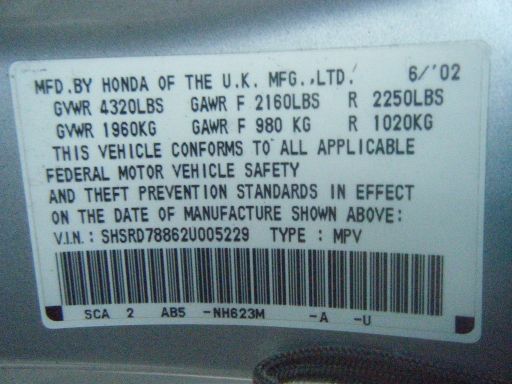 MFD.BY HONDA OF THE U.K. MFG.,LTD. 6/'02
GVWR 4320LBS GAWR F 2160LBS R 2250LBS
GVWR 1960KG GAWR F 980 KG R 1020KG
THIS VEHICLE CONFORMS TO ALL APPLICABLE
FEDERAL MOTOR VEHICLE SAFETY
AND THEFT PREVENTION STANDARDS IN EFFECT
ON THE DATE OF MANUFACTURE SHOWN ABOVE:
V.I.N: SHSRD78862U005229 TYPE : MPV
SCA 2 AB5 -NH623M -A -U